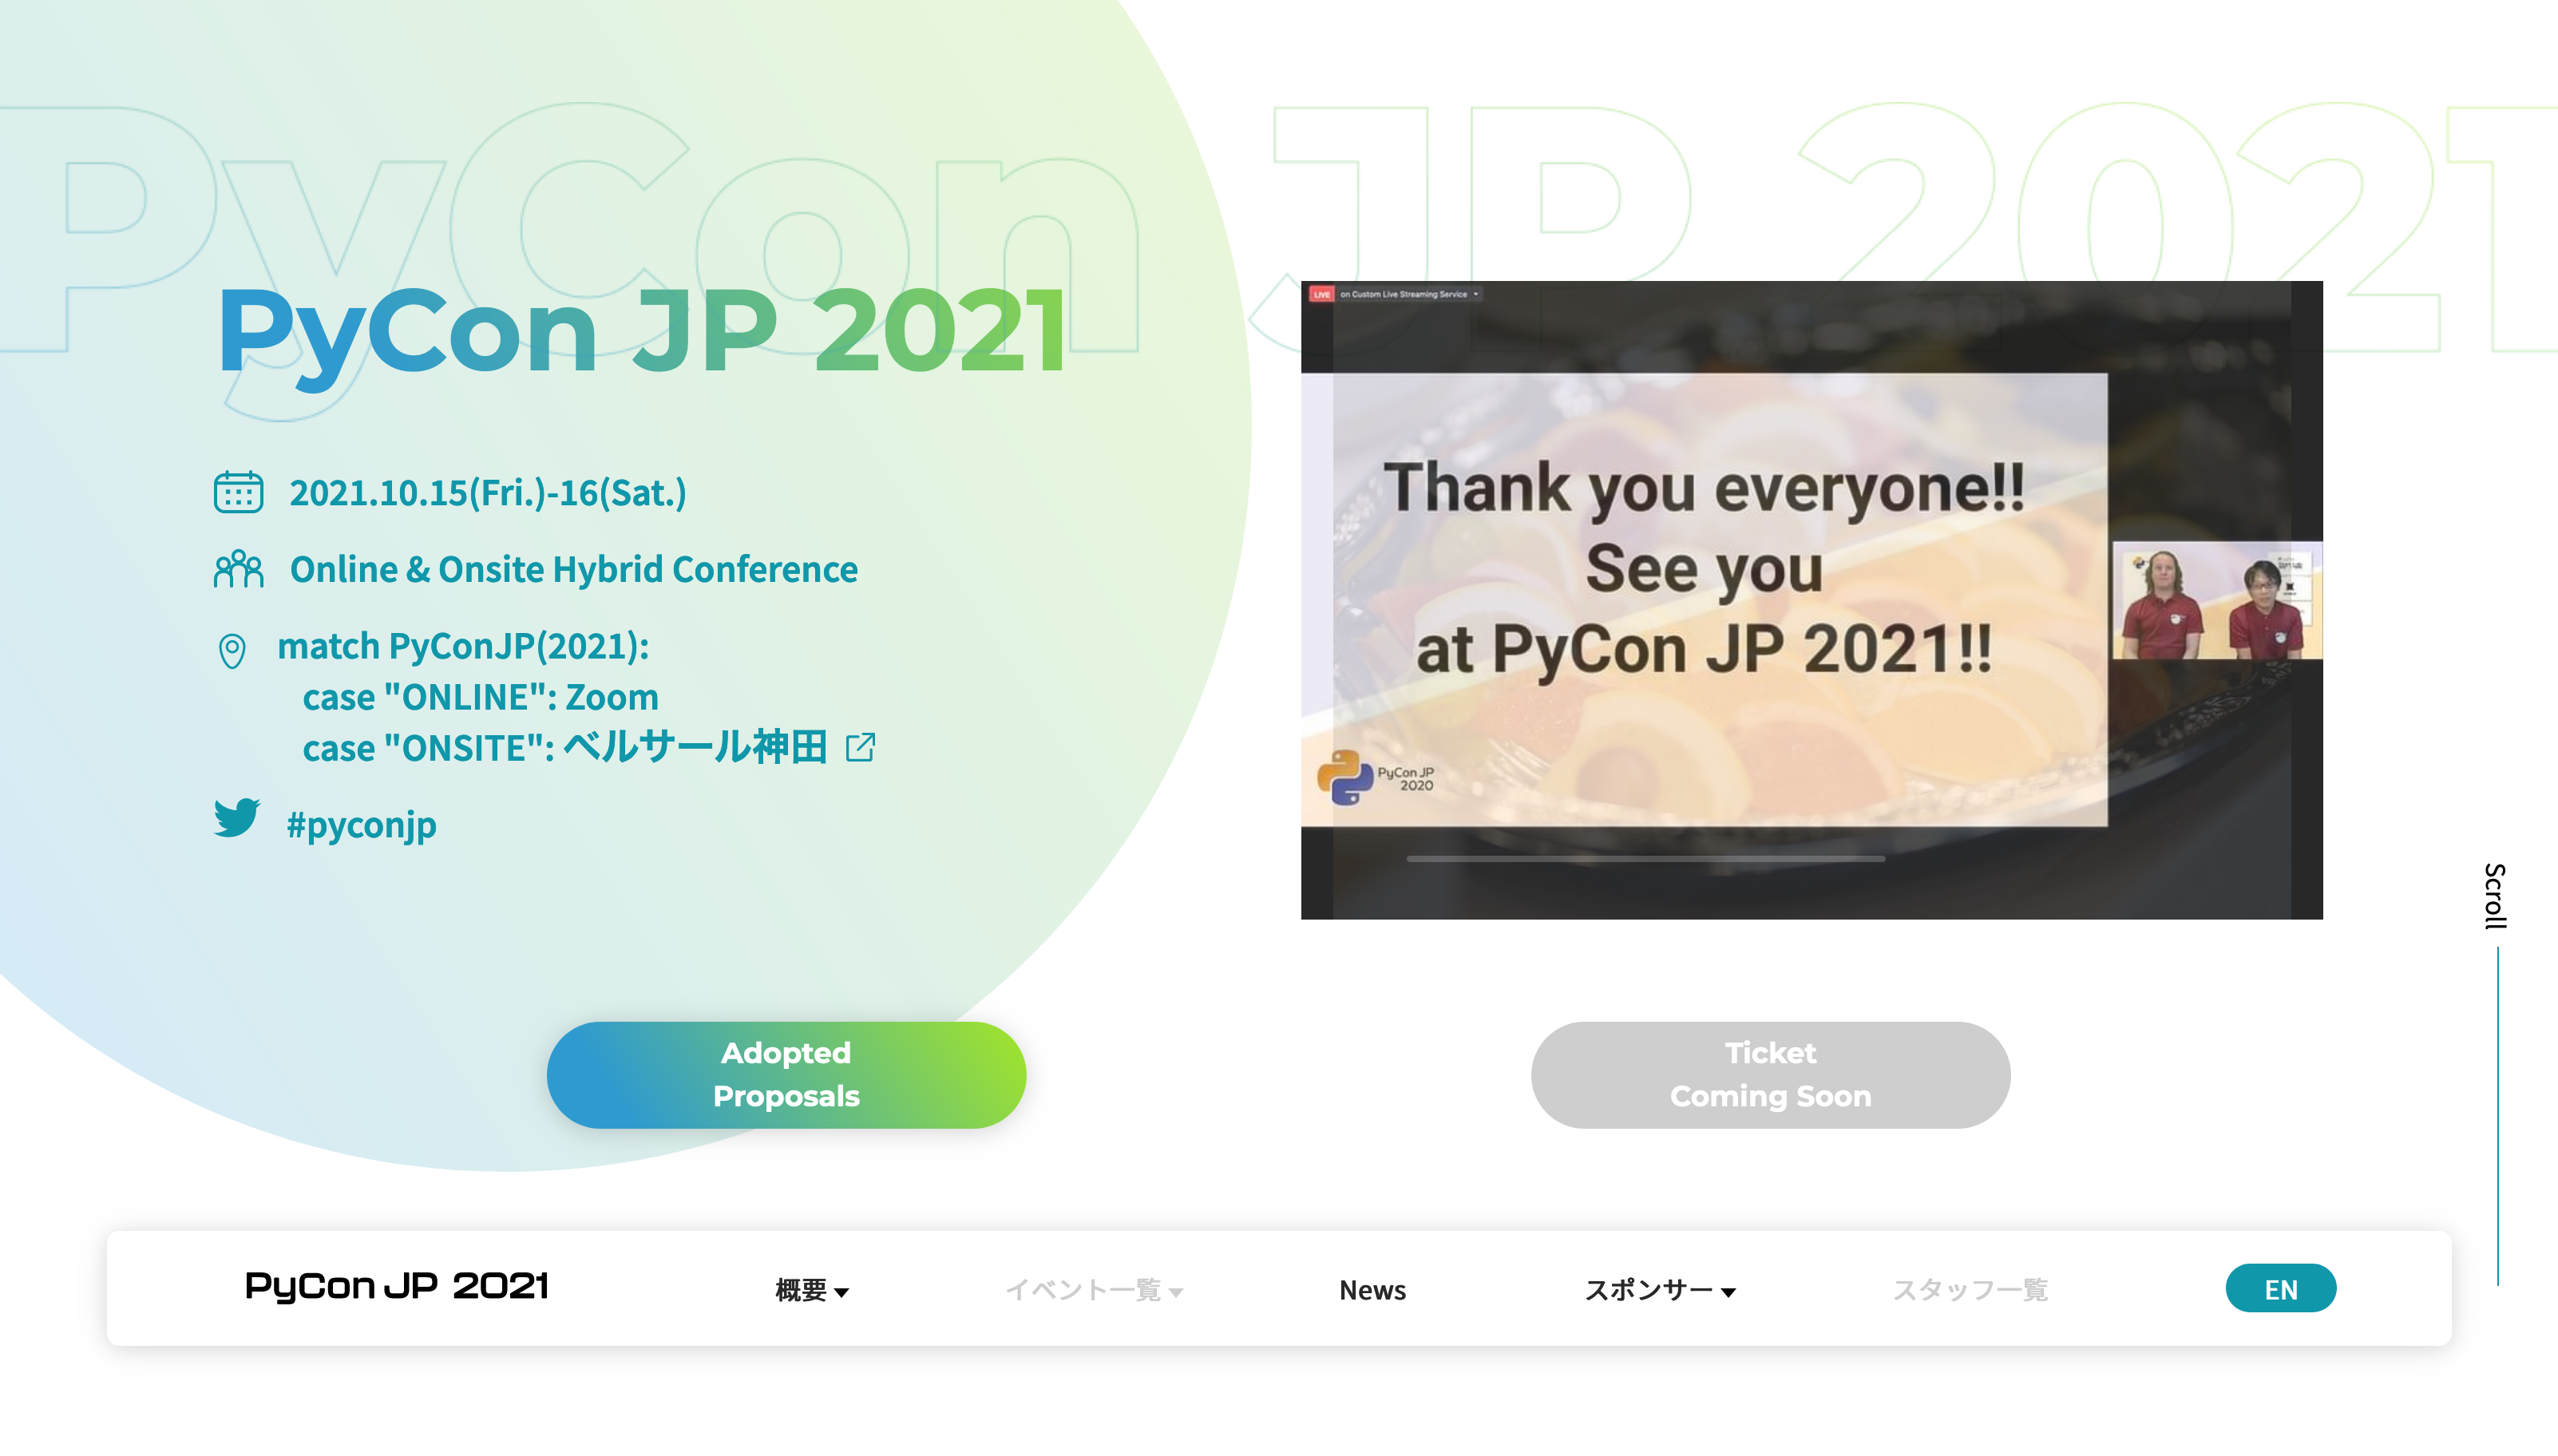 PyCon JP 2021
PyCon JP 2021
2021.10.15(Fri.)-16(Sat.)
Online & Onsite Hybrid Conference
match PyConJP(2021):
case "ONLINE": Zoom
case "ONSITE": ベルサール神田
#pyconjp
LIVE on Custom Live Streaming Service
Thank you everyone!!
See you
at PyCon JP 2021!!
PyCon JP
2020
Scroll
Adopted
Proposals
Ticket
Coming Soon
PyCon JP 2021
概要
イベント一覧
News
スポンサー
スタッフ一覧
EN